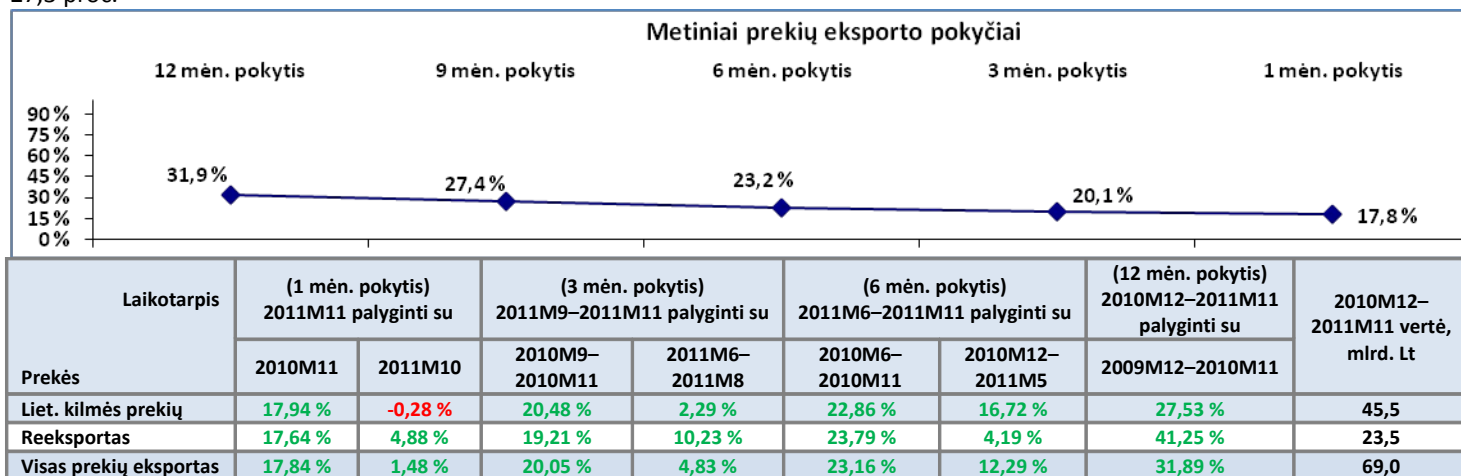 27,5 proc.
Metiniai prekių eksporto pokyčiai
12 mėn. pokytis 9 mėn. pokytis 6 mėn. pokytis 3 mėn. pokytis 1 mėn. pokytis
90 %
75 %
60 %
45 %
30 %
15 %
0 %
31,9 % 27,4 % 23,2 % 20,1 % 17,8 %
Laikotarpis
(1 mėn. pokytis)
2011M11 palyginti su
(3 mėn. pokytis)
2011M9–2011M11 palyginti su
(6 mėn. pokytis)
2011M6–2011M11 palyginti su
(12 mėn. pokytis)
2010M12–2011M11
palyginti su
2010M12–
2011M11 vertė,
mlrd. Lt
Prekės
2010M11
2011M10
2010M9–
2010M11
2011M6–
2011M8
2010M6–
2010M11
2010M12–
2011M5
2009M12–2010M11
Liet. kilmės prekių 17,94 % -0,28 % 20,48 % 2,29 % 22,86 % 16,72 % 27,53 % 45,5
Reeksportas 17,64 % 4,88 % 19,21 % 10,23 % 23,79 % 4,19 % 41,25 % 23,5
Visas prekių eksportas 17,84 % 1,48 % 20,05 % 4,83 % 23,16 % 12,29 % 31,89 % 69,0